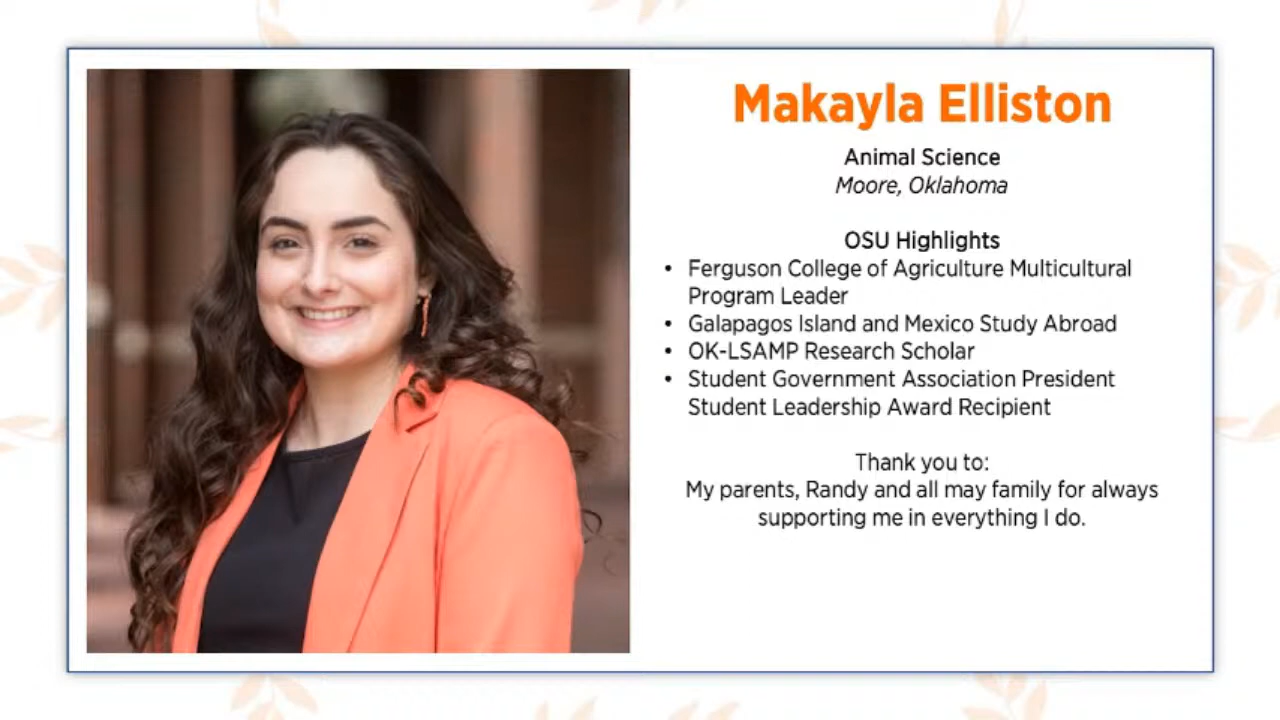 Makayla Elliston
Animal Science
Moore, Oklahoma
OSU Highlights
• Ferguson College of Agriculture Multicultural
Program Leader
• Galapagos Island and Mexico Study Abroad
• OK-LSAMP Research Scholar
• Student Government Association President
Student Leadership Award Recipient
Thank you to:
My parents, Randy and all may family for always
supporting me in everything I do.